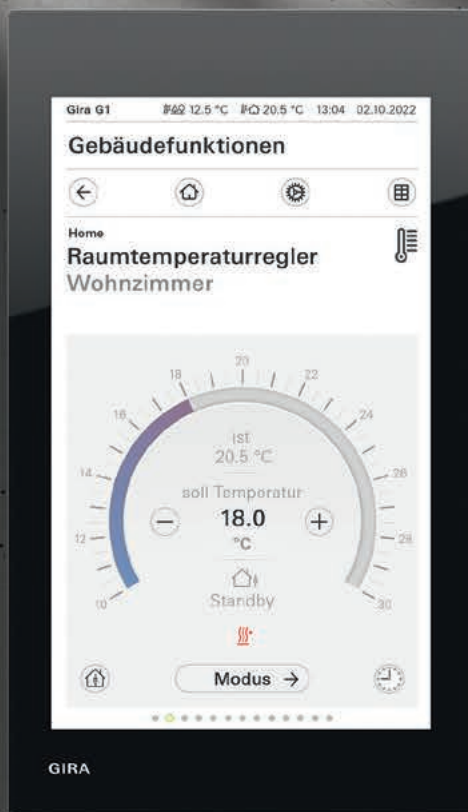 Gira G1 12.5 °C 20.5 °C 13:04 02.10.2022
Gebäudefunktionen
Home
Raumtemperaturregler
Wohnzimmer
10
12
14
16
18
20
22
24
26
28
30
ist
20.5 °C
soll Temperatur
− 18.0 +
°C
Standby
Modus →
GIRA